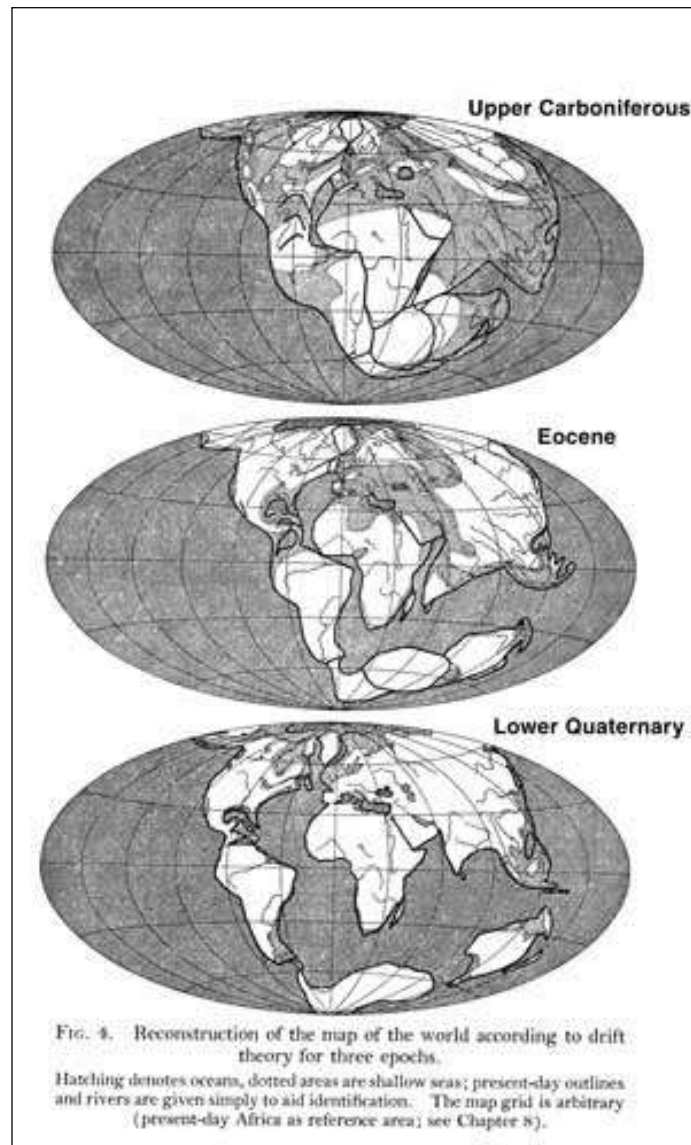 Upper Carboniferous
Eocene
Lower Quaternary
FIG. 4. Reconstruction of the map of the world according to drift
theory for three epochs.
Hatching denotes oceans, dotted areas are shallow seas; present-day outlines
and rivers are given simply to aid identification. The map grid is arbitrary
(present-day Africa as reference area; see Chapter 8).